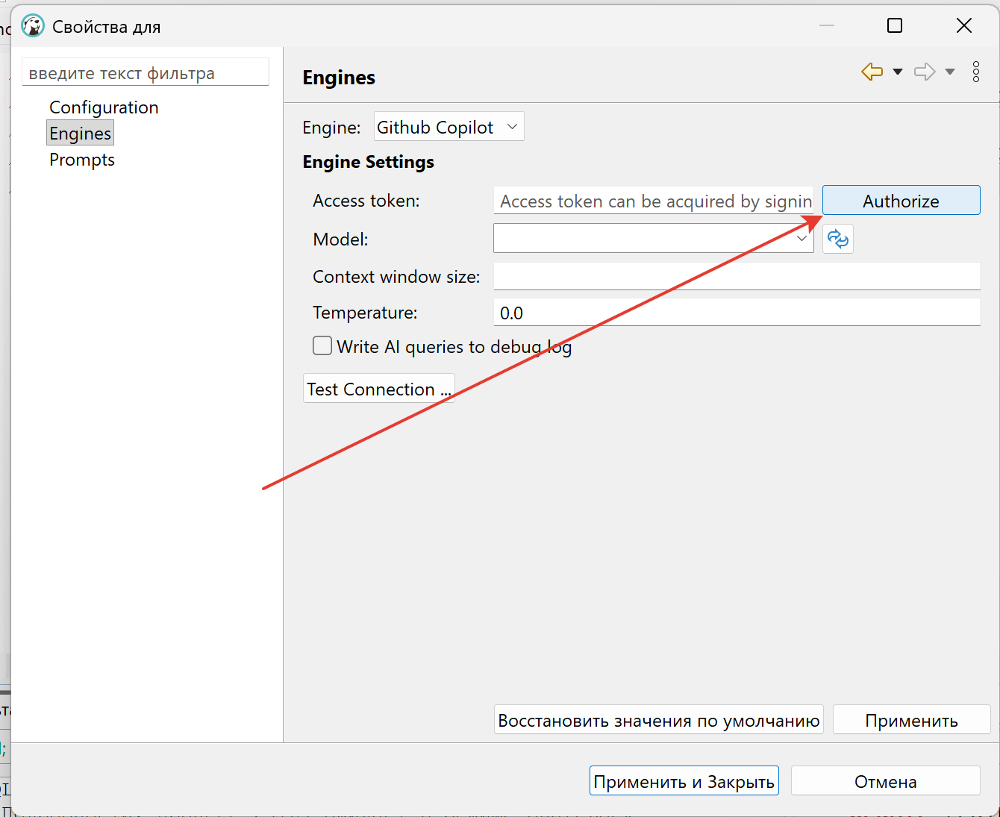 Свойства для
введите текст фильтра
Configuration
Engines
Prompts
Engines
Engine: Github Copilot
Engine Settings
Access token: Access token can be acquired by signin Authorize
Model:
Context window size:
Temperature: 0.0
Write AI queries to debug log
Test Connection ...
Восстановить значения по умолчанию Применить
Применить и Закрыть Отмена